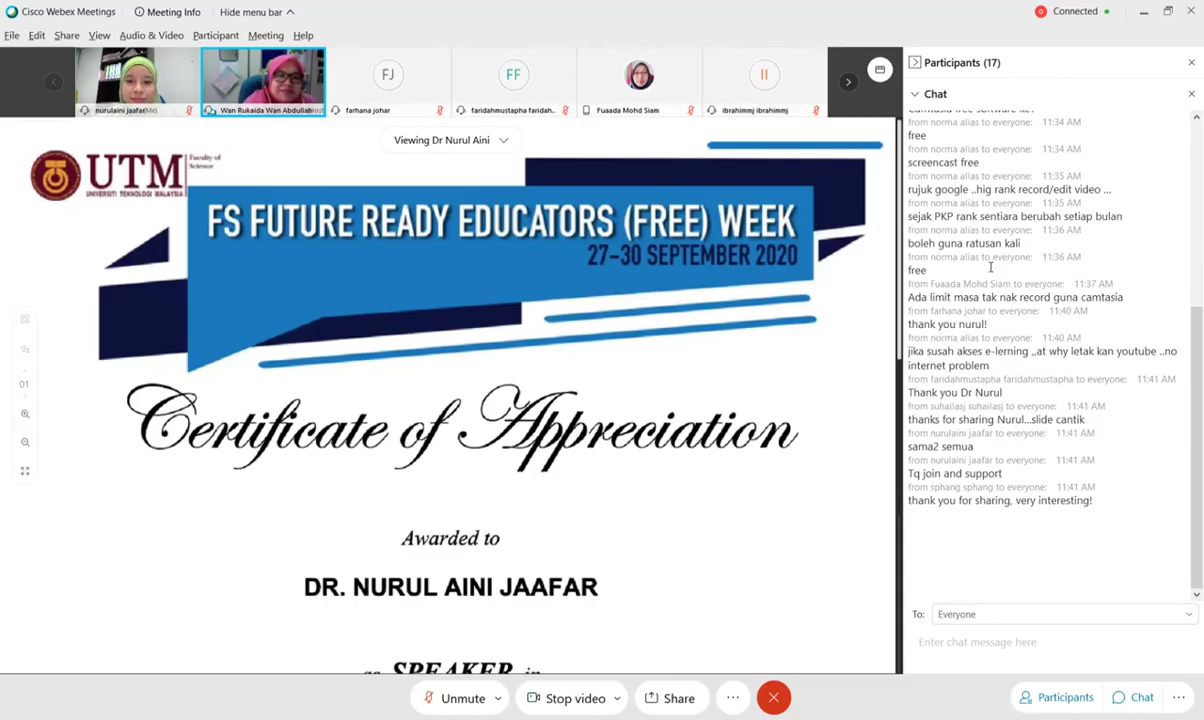 Cisco Webex Meetings
Meeting Info
Hide menu bar
Connected
File Edit Share View Audio & Video Participant Meeting Help
nurulaini jaafar(Me)
Wan Rukaida Wan Abdullah
farhana johar
faridahmustapha faridah..
Fuaada Mohd Siam
ibrahimmj ibrahimmj
FJ
FF
II
Viewing Dr Nurul Aini
UTM
UNIVERSITI TEKNOLOGI MALAYSIA
Faculty of
Science
FS FUTURE READY EDUCATORS (FREE) WEEK
27-30 SEPTEMBER 2020
Certificate of Appreciation
Awarded to
DR. NURUL AINI JAAFAR
as SPEAKER in
01
Participants (17)
Chat
from norma alias to everyone: 11:34 AM
free
from norma alias to everyone: 11:34 AM
screencast free
from norma alias to everyone: 11:35 AM
rujuk google ..hig rank record/edit video ...
from norma alias to everyone: 11:35 AM
sejak PKP rank sentiara berubah setiap bulan
from norma alias to everyone: 11:36 AM
boleh guna ratusan kali
from norma alias to everyone: 11:36 AM
free
from Fuaada Mohd Siam to everyone: 11:37 AM
Ada limit masa tak nak record guna camtasia
from farhana johar to everyone: 11:40 AM
thank you nurul!
from norma alias to everyone: 11:40 AM
jika susah akses e-lerning ,,at why letak kan youtube ..no
internet problem
from faridahmustapha faridahmustapha to everyone: 11:41 AM
Thank you Dr Nurul
from suhailasj suhailasj to everyone: 11:41 AM
thanks for sharing Nurul...slide cantik
from nurulaini jaafar to everyone: 11:41 AM
sama2 semua
from nurulaini jaafar to everyone: 11:41 AM
Tq join and support
from sphang sphang to everyone: 11:41 AM
thank you for sharing, very interesting!
To: Everyone
Enter chat message here
Unmute
Stop video
Share
Participants
Chat